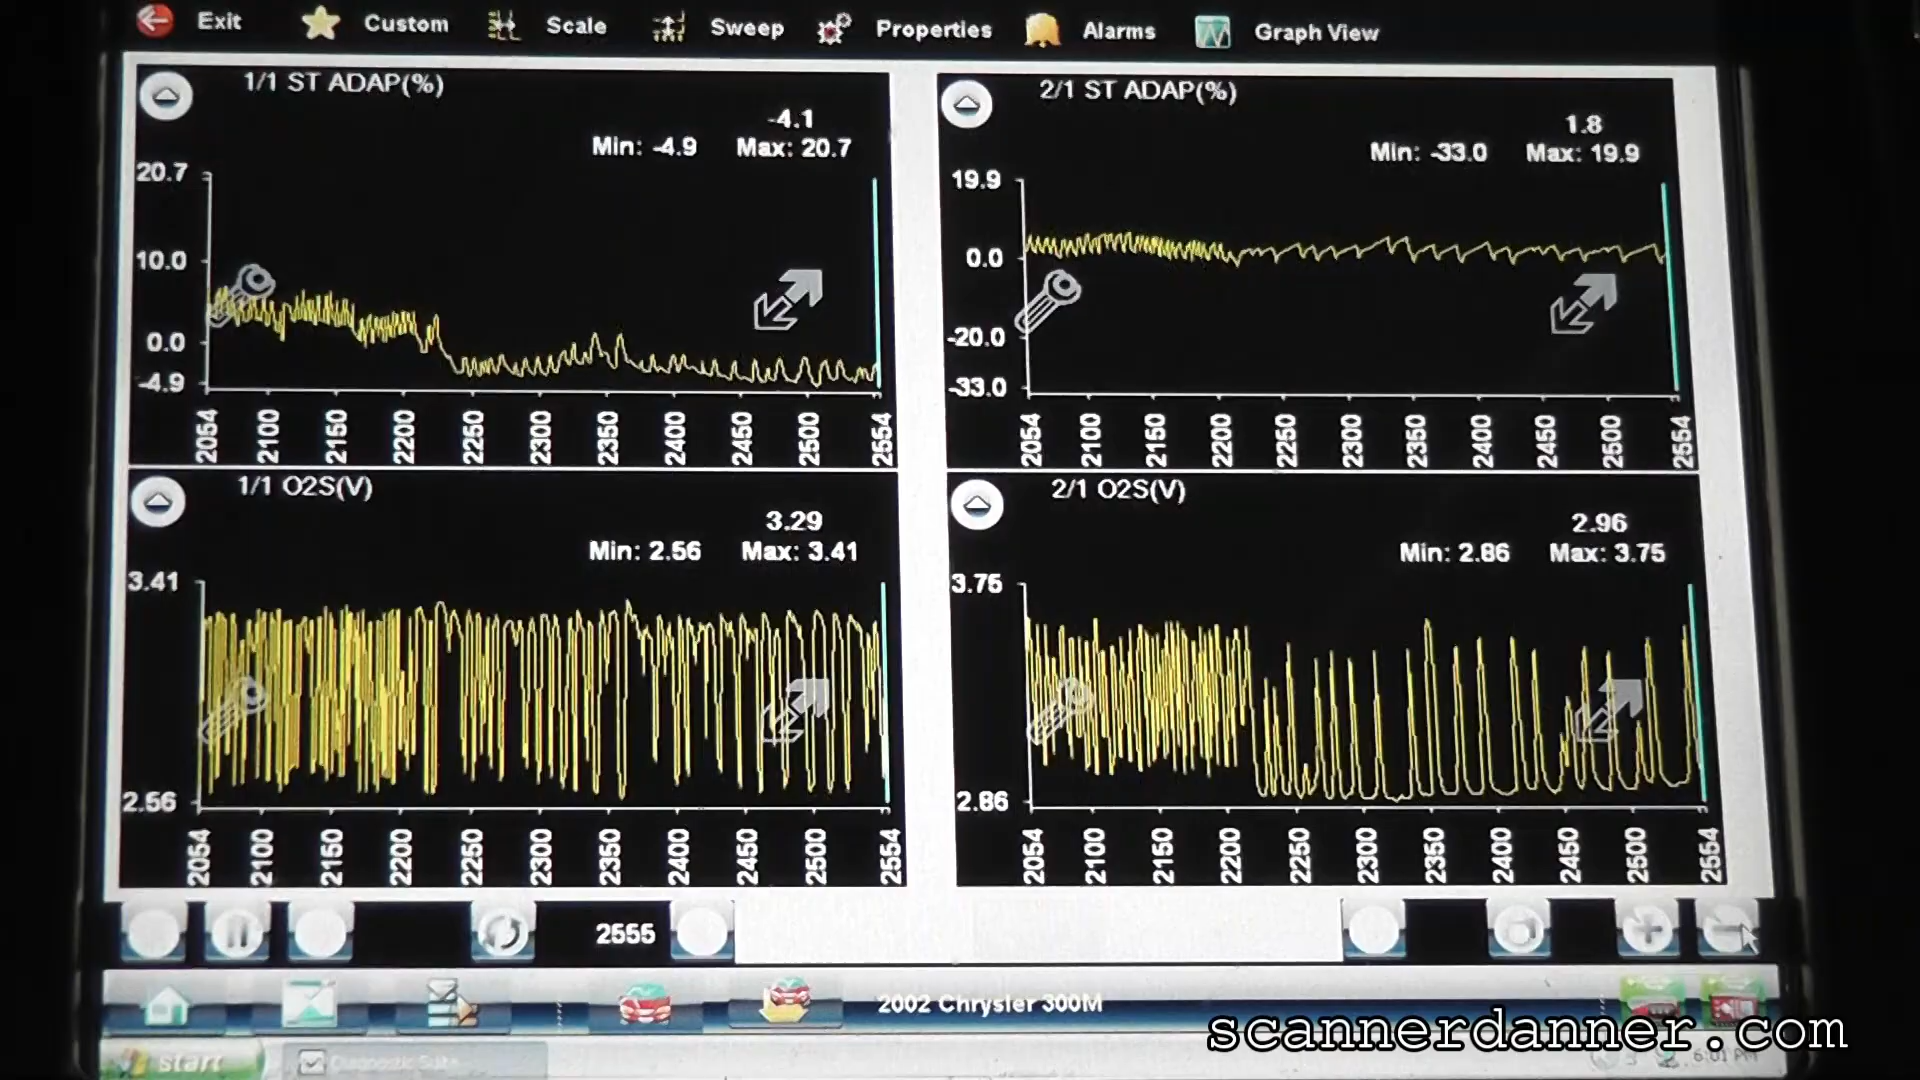 Exit Custom Scale Sweep Properties Alarms Graph View
1/1 ST ADAP(%)
-4.1
Min: -4.9 Max: 20.7
20.7
10.0
0.0
-4.9
2054 2100 2150 2200 2250 2300 2350 2400 2450 2500 2554
2/1 ST ADAP(%)
1.8
Min: -33.0 Max: 19.9
19.9
0.0
-20.0
-33.0
2054 2100 2150 2200 2250 2300 2350 2400 2450 2500 2554
1/1 O2S(V)
3.29
Min: 2.56 Max: 3.41
3.41
2.56
2054 2100 2150 2200 2250 2300 2350 2400 2450 2500 2554
2/1 O2S(V)
2.96
Min: 2.86 Max: 3.75
3.75
2.86
2054 2100 2150 2200 2250 2300 2350 2400 2450 2500 2554
2555
2002 Chrysler 300M
scannerdanner.com
start Diagnostic Suite 6:01 PM